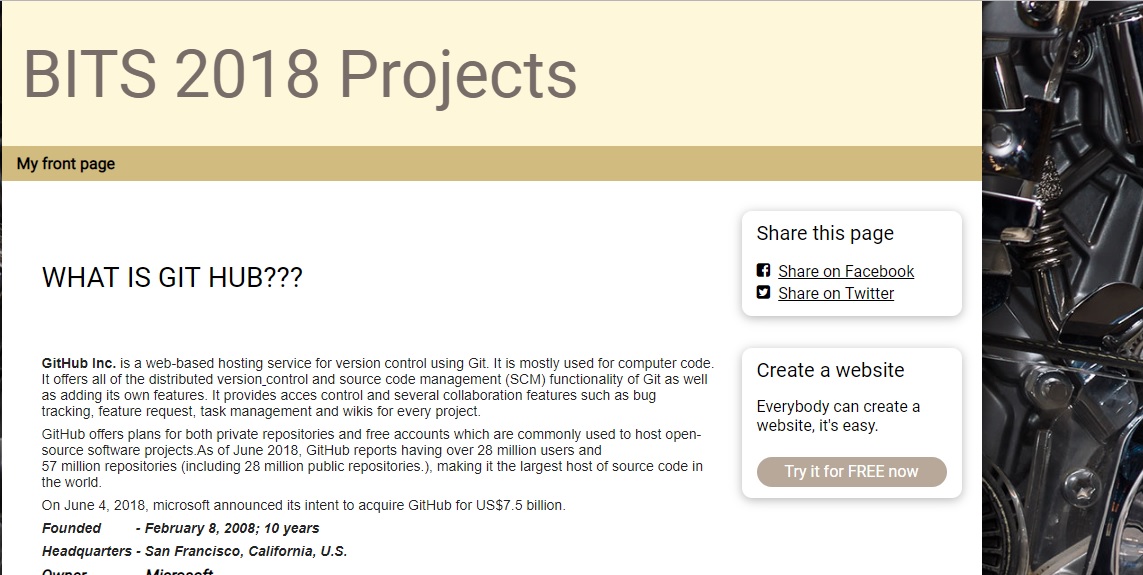 BITS 2018 Projects
My front page
WHAT IS GIT HUB???
GitHub Inc. is a web-based hosting service for version control using Git. It is mostly used for computer code.
It offers all of the distributed version_control and source code management (SCM) functionality of Git as well
as adding its own features. It provides acces control and several collaboration features such as bug
tracking, feature request, task management and wikis for every project.
GitHub offers plans for both private repositories and free accounts which are commonly used to host open-
source software projects.As of June 2018, GitHub reports having over 28 million users and
57 million repositories (including 28 million public repositories.), making it the largest host of source code in
the world.
On June 4, 2018, microsoft announced its intent to acquire GitHub for US$7.5 billion.
Founded - February 8, 2008; 10 years
Headquarters - San Francisco, California, U.S.
Owner Microsoft
Share this page
Share on Facebook
Share on Twitter
Create a website
Everybody can create a
website, it's easy.
Try it for FREE now